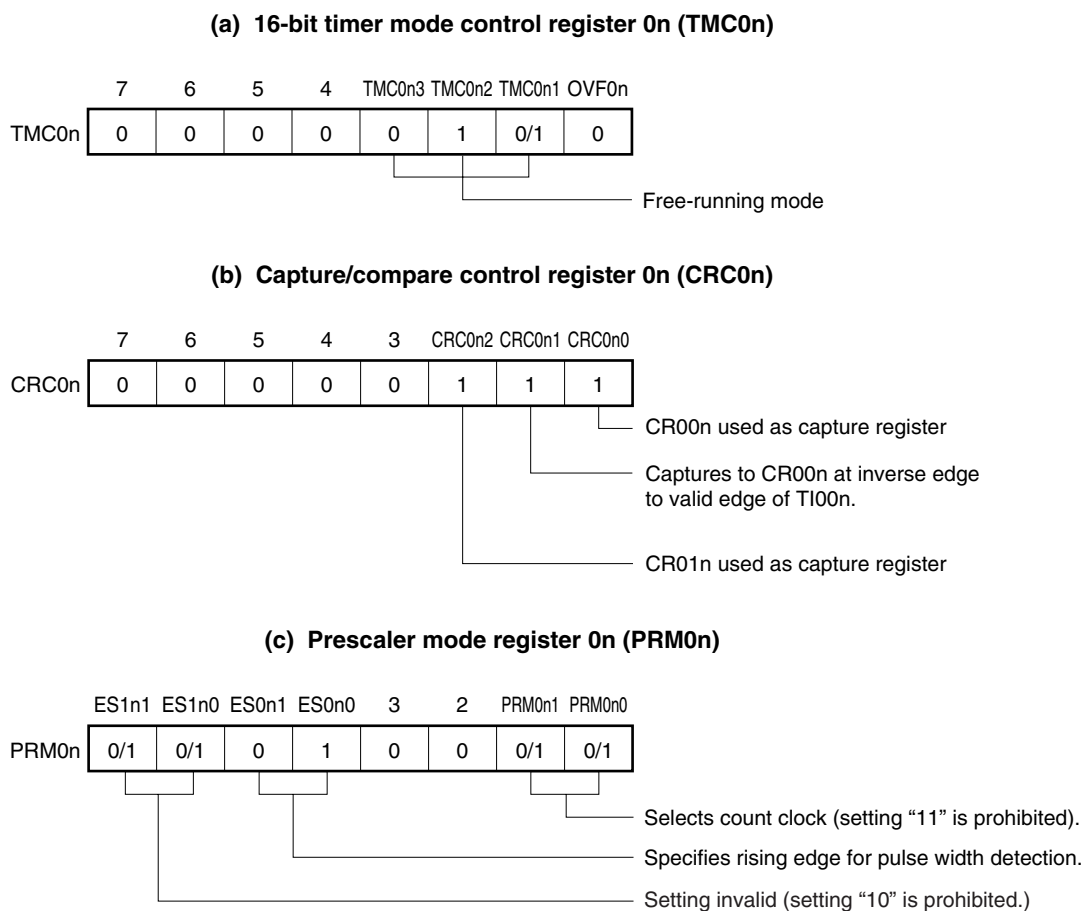 (a) 16-bit timer mode control register 0n (TMC0n)
7 6 5 4 TMC0n3 TMC0n2 TMC0n1 OVF0n
TMC0n 0 0 0 0 0 1 0/1 0
Free-running mode
(b) Capture/compare control register 0n (CRC0n)
7 6 5 4 3 CRC0n2 CRC0n1 CRC0n0
CRC0n 0 0 0 0 0 1 1 1
CR00n used as capture register
Captures to CR00n at inverse edge
to valid edge of TI00n.
CR01n used as capture register
(c) Prescaler mode register 0n (PRM0n)
ES1n1 ES1n0 ES0n1 ES0n0 3 2 PRM0n1 PRM0n0
PRM0n 0/1 0/1 0 1 0 0 0/1 0/1
Selects count clock (setting “11” is prohibited).
Specifies rising edge for pulse width detection.
Setting invalid (setting “10” is prohibited.)